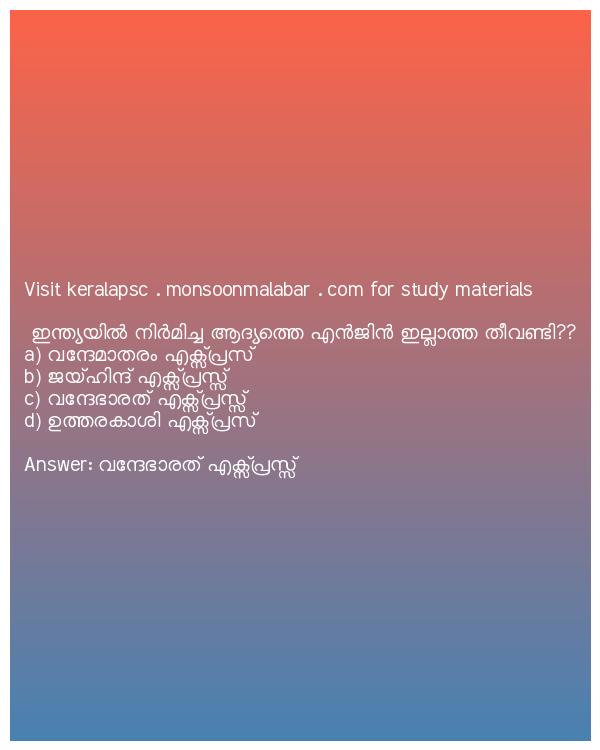 Visit keralapsc . monsoonmalabar . com for study materials
ഇന്ത്യയിൽ നിർമിച്ച ആദ്യത്തെ എൻജിൻ ഇല്ലാത്ത തീവണ്ടി??
a) വന്ദേമാതരം എക്സ്പ്രസ്
b) ജയ്ഹിന്ദ് എക്സ്പ്രസ്സ്
c) വന്ദേഭാരത് എക്സ്പ്രസ്സ്
d) ഉത്തരകാശി എക്സ്പ്രസ്
Answer: വന്ദേഭാരത് എക്സ്പ്രസ്സ്